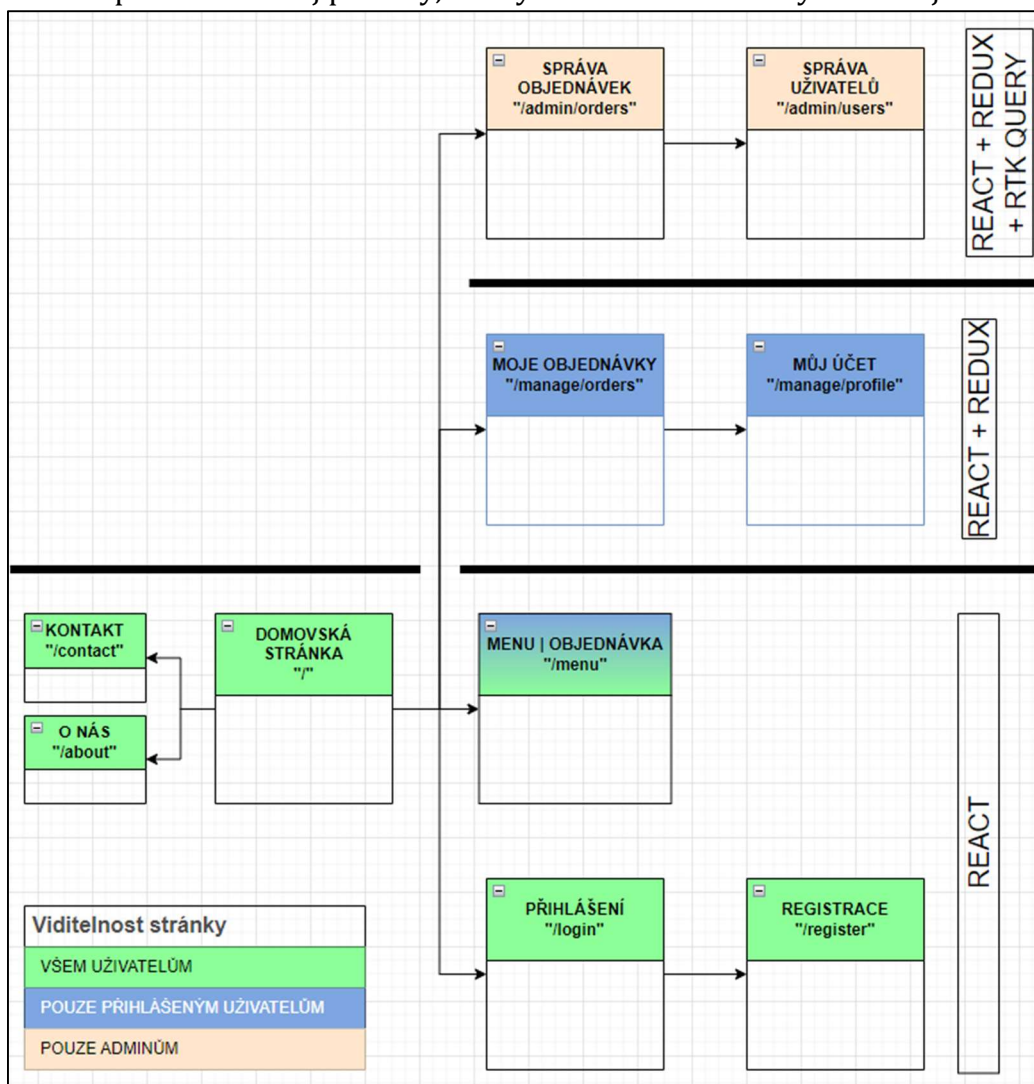 SPRÁVA
OBJEDNÁVEK
"/admin/orders"
SPRÁVA
UŽIVATELŮ
"/admin/users"
REACT + REDUX
+ RTK QUERY
MOJE OBJEDNÁVKY
"/manage/orders"
MŮJ ÚČET
"/manage/profile"
REACT + REDUX
KONTAKT
"/contact"
O NÁS
"/about"
DOMOVSKÁ
STRÁNKA
"/"
MENU | OBJEDNÁVKA
"/menu"
REACT
PŘIHLÁŠENÍ
"/login"
REGISTRACE
"/register"
Viditelnost stránky
VŠEM UŽIVATELŮM
POUZE PŘIHLÁŠENÝM UŽIVATELŮM
POUZE ADMINŮM